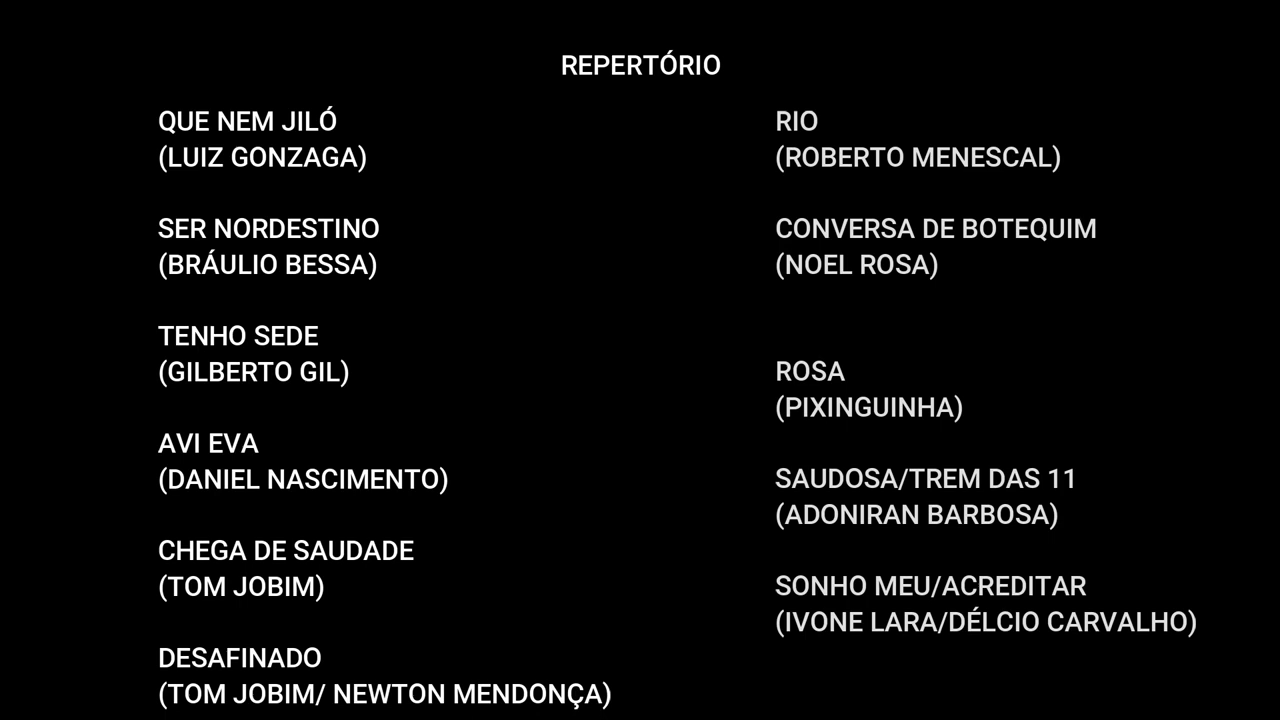 REPERTÓRIO
QUE NEM JILÓ
(LUIZ GONZAGA)
SER NORDESTINO
(BRÁULIO BESSA)
TENHO SEDE
(GILBERTO GIL)
AVI EVA
(DANIEL NASCIMENTO)
CHEGA DE SAUDADE
(TOM JOBIM)
DESAFINADO
(TOM JOBIM/ NEWTON MENDONÇA)
RIO
(ROBERTO MENESCAL)
CONVERSA DE BOTEQUIM
(NOEL ROSA)
ROSA
(PIXINGUINHA)
SAUDOSA/TREM DAS 11
(ADONIRAN BARBOSA)
SONHO MEU/ACREDITAR
(IVONE LARA/DÉLCIO CARVALHO)